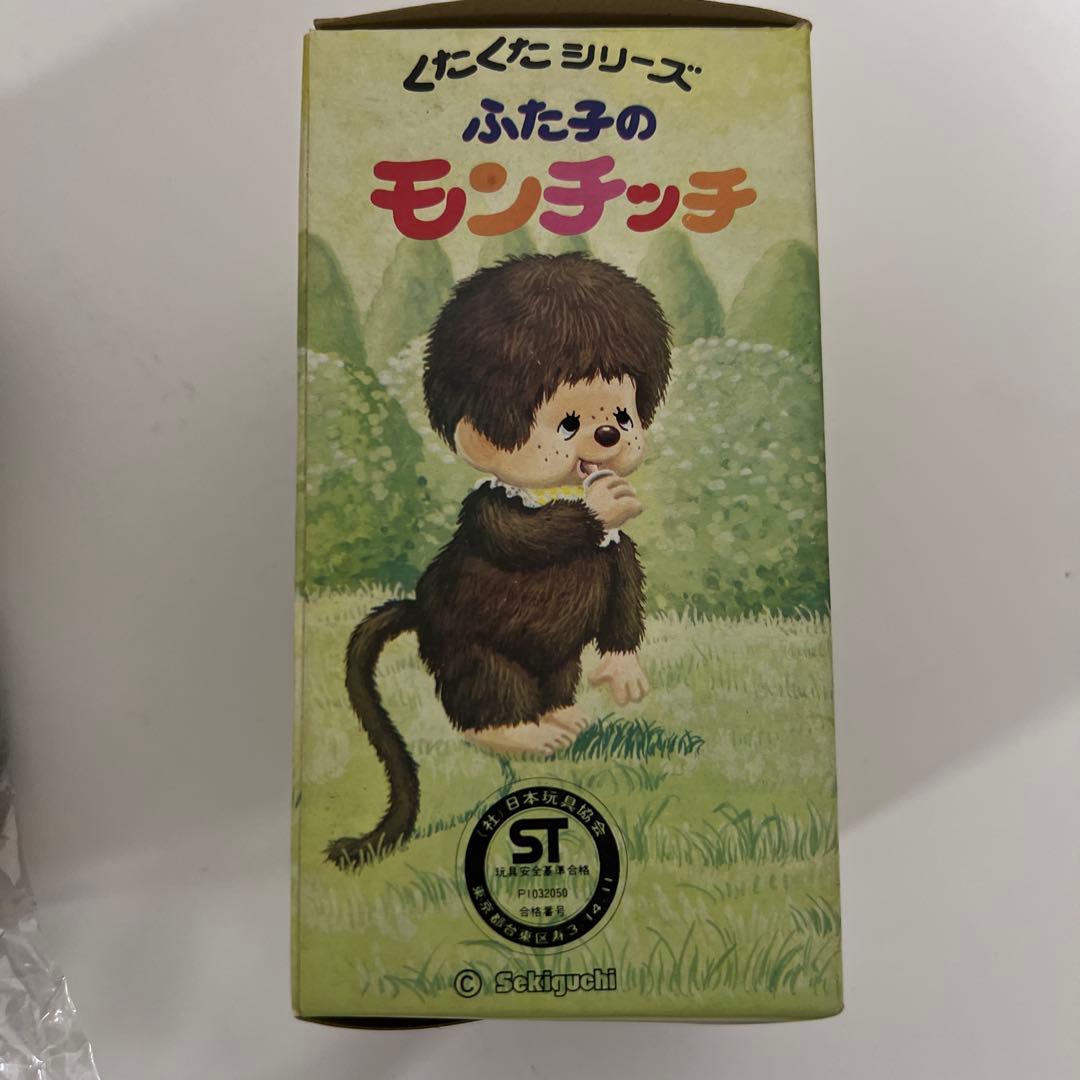 くたくたシリーズ
ふた子の
モンチッチ
(社)日本玩具協会
ST
玩具安全基準合格
P1032050
合格番号
東京都台東区寿3.14.11
© Sekiguchi